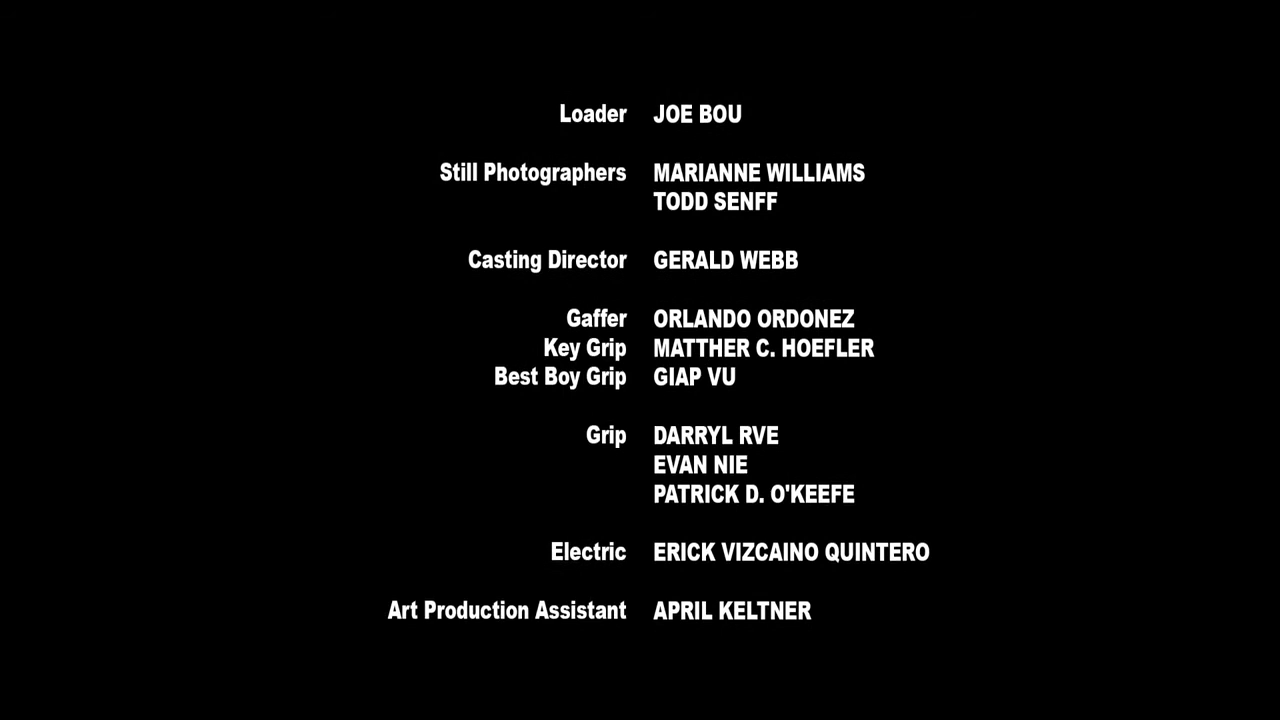 Loader JOE BOU
Still Photographers MARIANNE WILLIAMS
TODD SENFF
Casting Director GERALD WEBB
Gaffer ORLANDO ORDONEZ
Key Grip MATTHER C. HOEFLER
Best Boy Grip GIAP VU
Grip DARRYL RVE
EVAN NIE
PATRICK D. O'KEEFE
Electric ERICK VIZCAINO QUINTERO
Art Production Assistant APRIL KELTNER